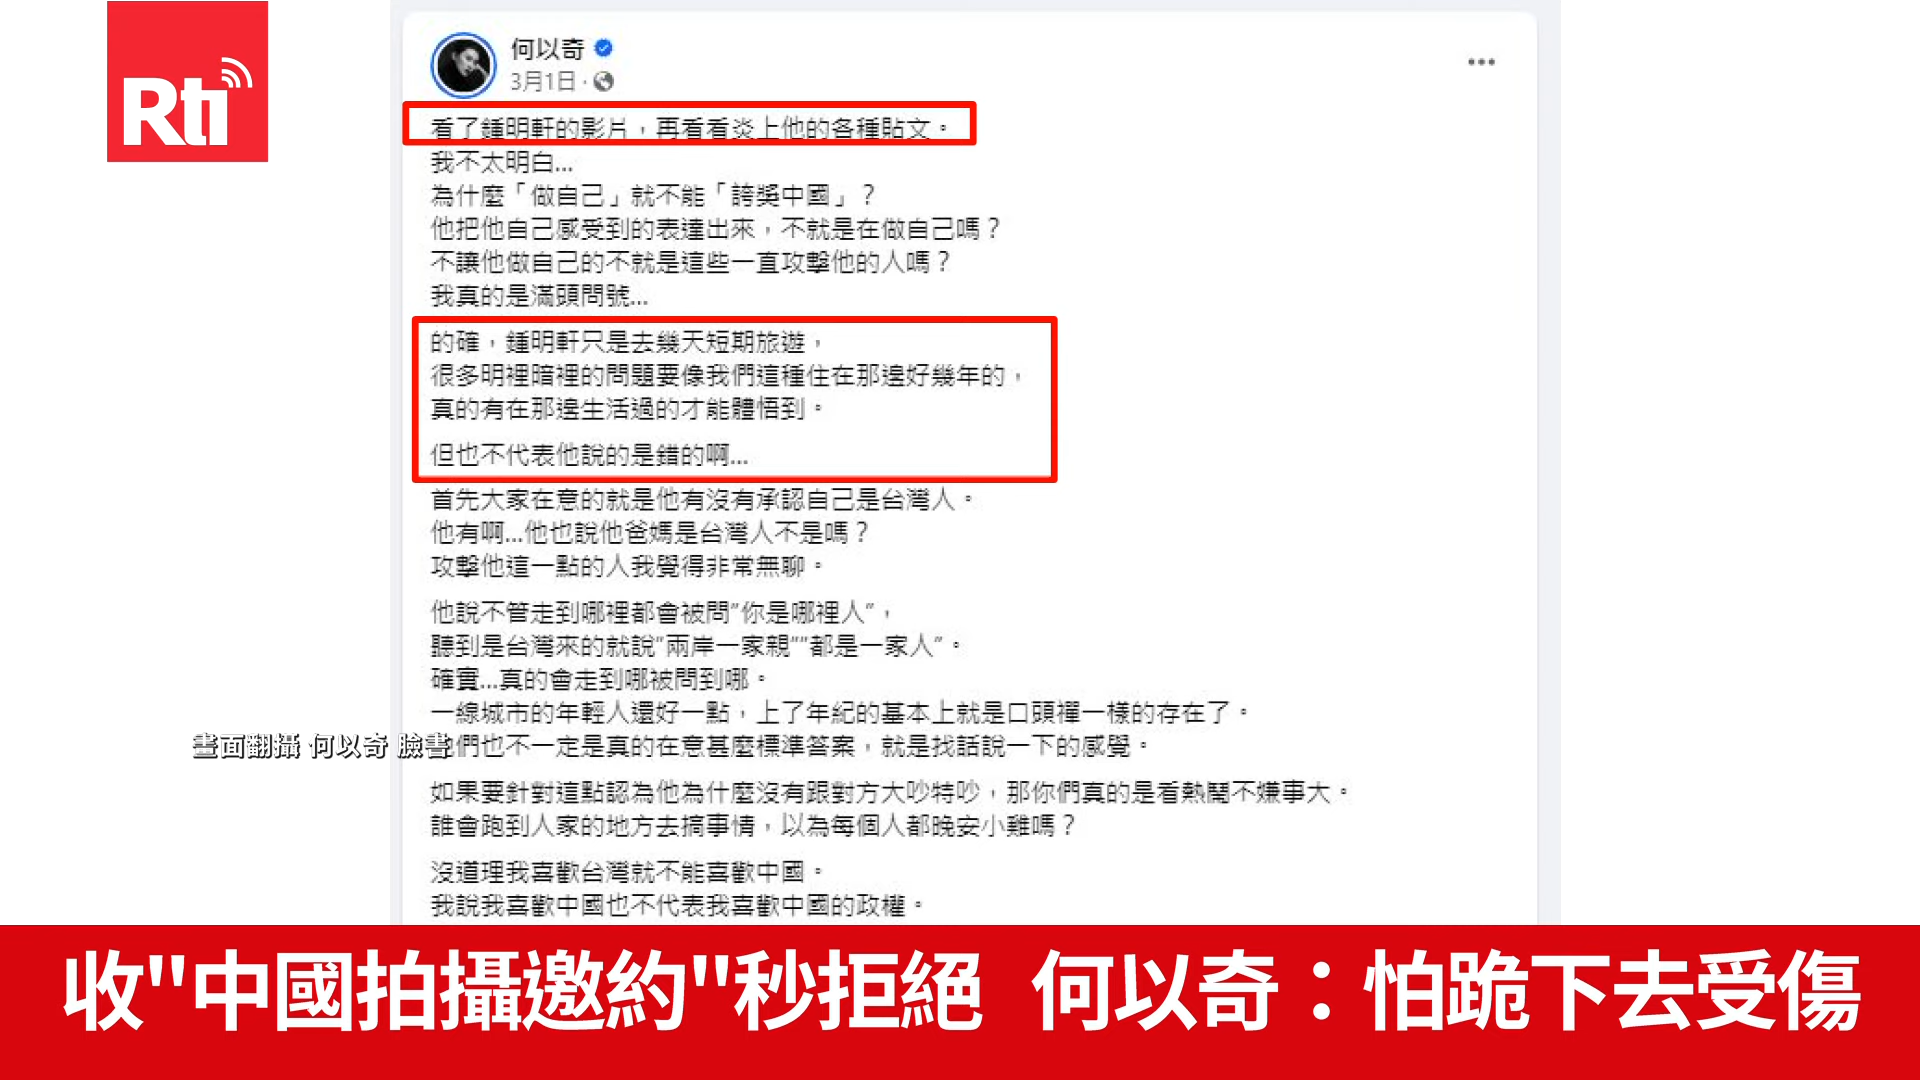 Rti
何以奇
3月1日
看了鍾明軒的影片，再看看炎上他的各種貼文。
我不太明白...
為什麼「做自己」就不能「誇獎中國」？
他把他自己感受到的表達出來，不就是在做自己嗎？
不讓他做自己的不就是這些一直攻擊他的人嗎？
我真的是滿頭問號...
的確，鍾明軒只是去幾天短期旅遊，
很多明裡暗裡的問題要像我們這種住在那邊好幾年的，
真的有在那邊生活過的才能體悟到。
但也不代表他說的是錯的啊...
首先大家在意的就是他有沒有承認自己是台灣人。
他有啊...他也說他爸媽是台灣人不是嗎？
攻擊他這一點的人我覺得非常無聊。
他說不管走到哪裡都會被問"你是哪裡人"，
聽到是台灣來的就說"兩岸一家親""都是一家人"。
確實...真的會走到哪被問到哪。
一線城市的年輕人還好一點，上了年紀的基本上就是口頭禪一樣的存在了。
們也不一定是真的在意甚麼標準答案，就是找話說一下的感覺。
畫面翻攝 何以奇 臉書
如果要針對這點認為他為什麼沒有跟對方大吵特吵，那你們真的是看熱鬧不嫌事大。
誰會跑到人家的地方去搞事情，以為每個人都晚安小雞嗎？
沒道理我喜歡台灣就不能喜歡中國。
我說我喜歡中國也不代表我喜歡中國的政權。
收"中國拍攝邀約"秒拒絕 何以奇：怕跪下去受傷